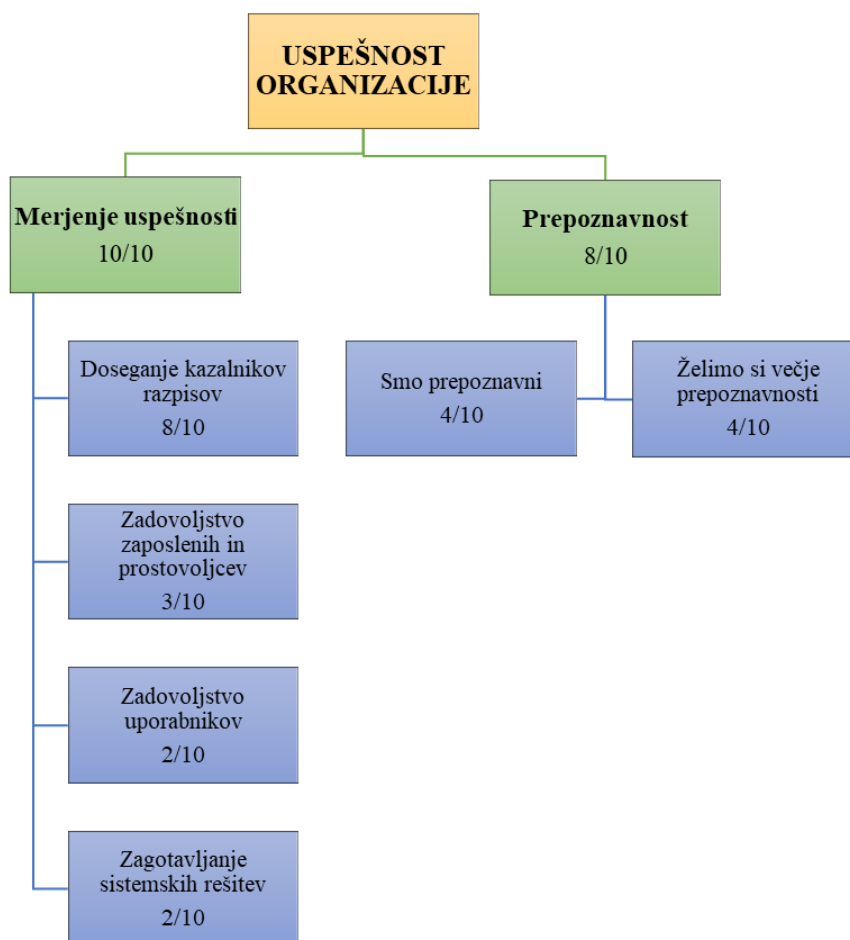 USPEŠNOST
ORGANIZACIJE
Merjenje uspešnosti
10/10
Prepoznavnost
8/10
Doseganje kazalnikov
razpisov
8/10
Smo prepoznavni
4/10
Želimo si večje
prepoznavnosti
4/10
Zadovoljstvo
zaposlenih in
prostovoljcev
3/10
Zadovoljstvo
uporabnikov
2/10
Zagotavljanje
sistemskih rešitev
2/10